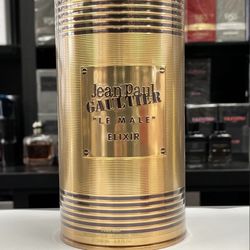 Jean Paul
GAULTIER
"LE MALE"
ELIXIR